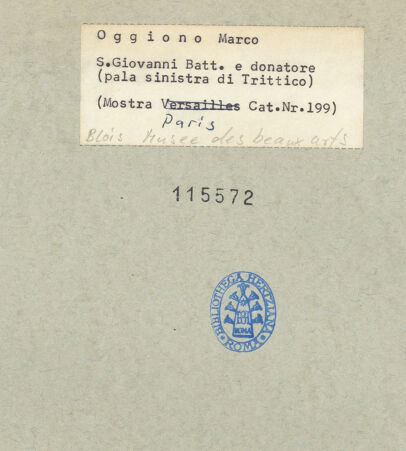 Oggiono Marco
S.Giovanni Batt. e donatore
(pala sinistra di Trittico)
(Mostra Versailles Cat.Nr.199)
Paris
Blois Musee des beaux arts
115572
BIBLIOTHECA HERTZIANA
ROMA
ROMA